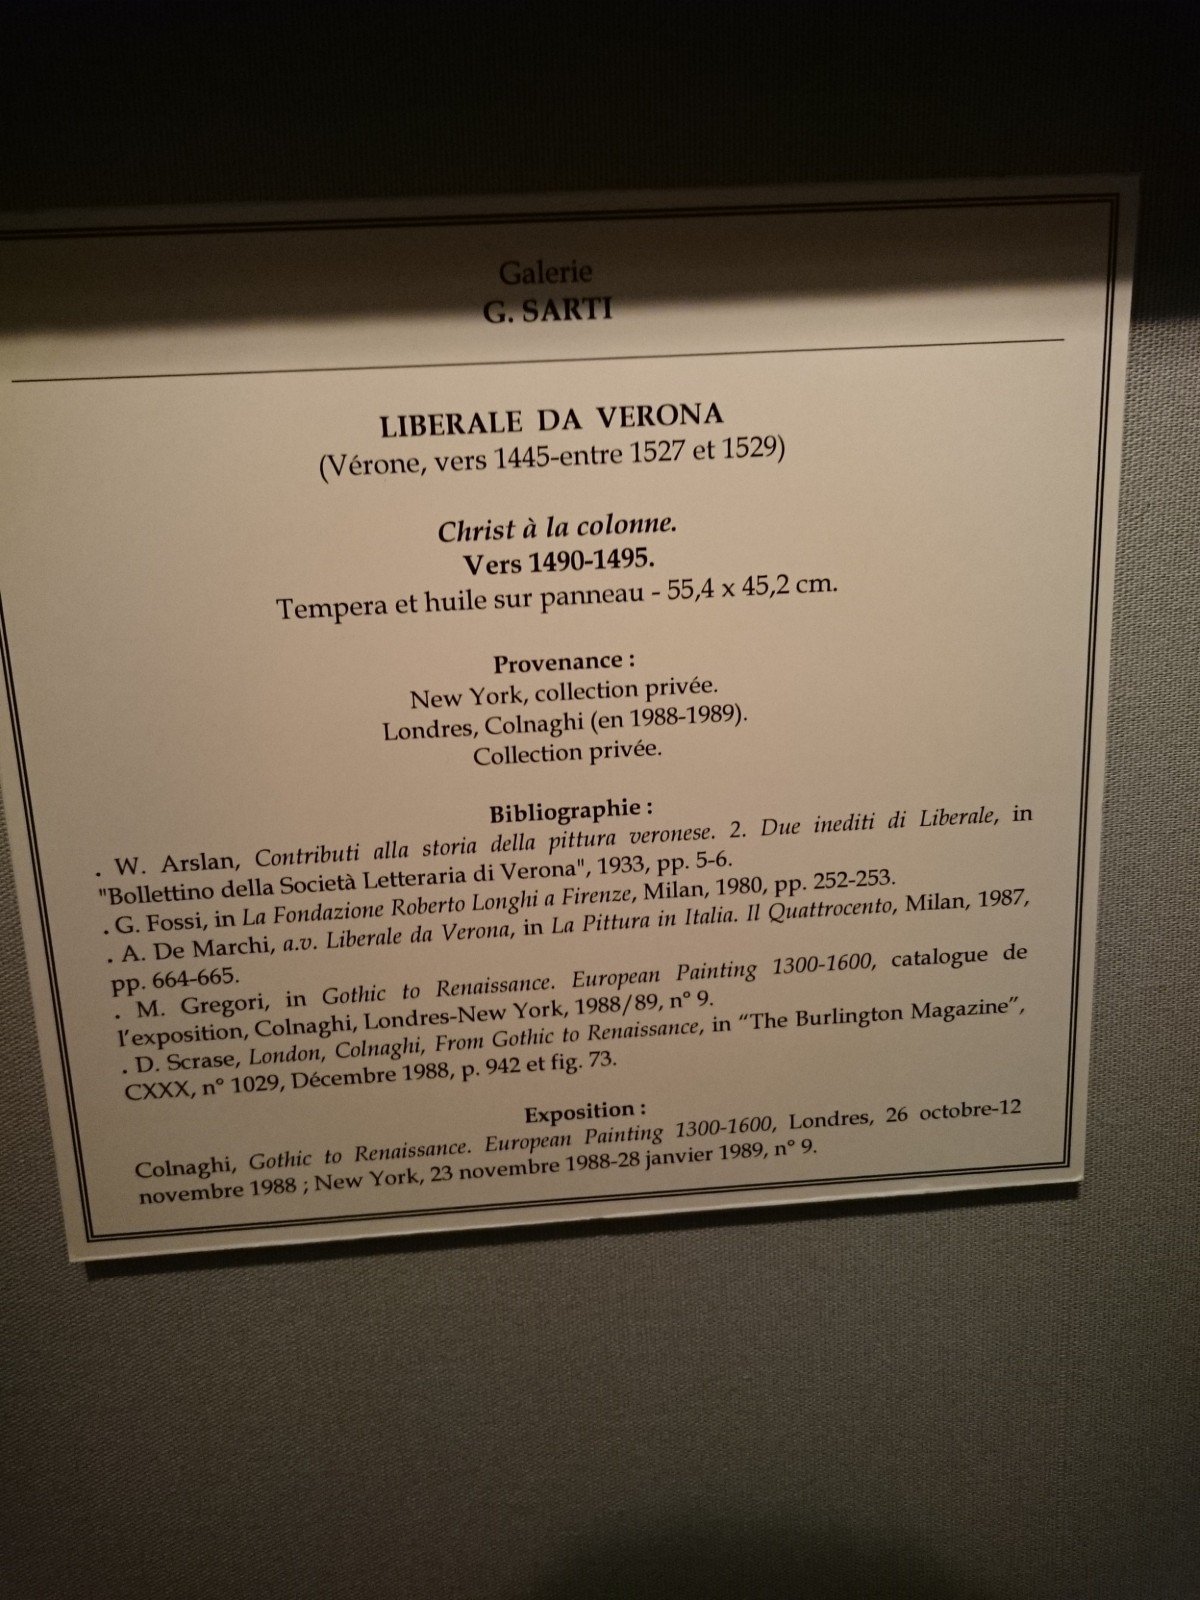 Galerie
G. SARTI
LIBERALE DA VERONA
(Vérone, vers 1445-entre 1527 et 1529)
Christ à la colonne.
Vers 1490-1495.
Tempera et huile sur panneau - 55,4 x 45,2 cm.
Provenance :
New York, collection privée.
Londres, Colnaghi (en 1988-1989).
Collection privée.
Bibliographie :
. W. Arslan, Contributi alla storia della pittura veronese. 2. Due inediti di Liberale, in
"Bollettino della Società Letteraria di Verona", 1933, pp. 5-6.
. G. Fossi, in La Fondazione Roberto Longhi a Firenze, Milan, 1980, pp. 252-253.
. A. De Marchi, a.v. Liberale da Verona, in La Pittura in Italia. Il Quattrocento, Milan, 1987,
pp. 664-665.
. M. Gregori, in Gothic to Renaissance. European Painting 1300-1600, catalogue de
l'exposition, Colnaghi, Londres-New York, 1988/89, n° 9.
. D. Scrase, London, Colnaghi, From Gothic to Renaissance, in “The Burlington Magazine”,
CXXX, n° 1029, Décembre 1988, p. 942 et fig. 73.
Exposition :
Colnaghi, Gothic to Renaissance. European Painting 1300-1600, Londres, 26 octobre-12
novembre 1988 ; New York, 23 novembre 1988-28 janvier 1989, n° 9.